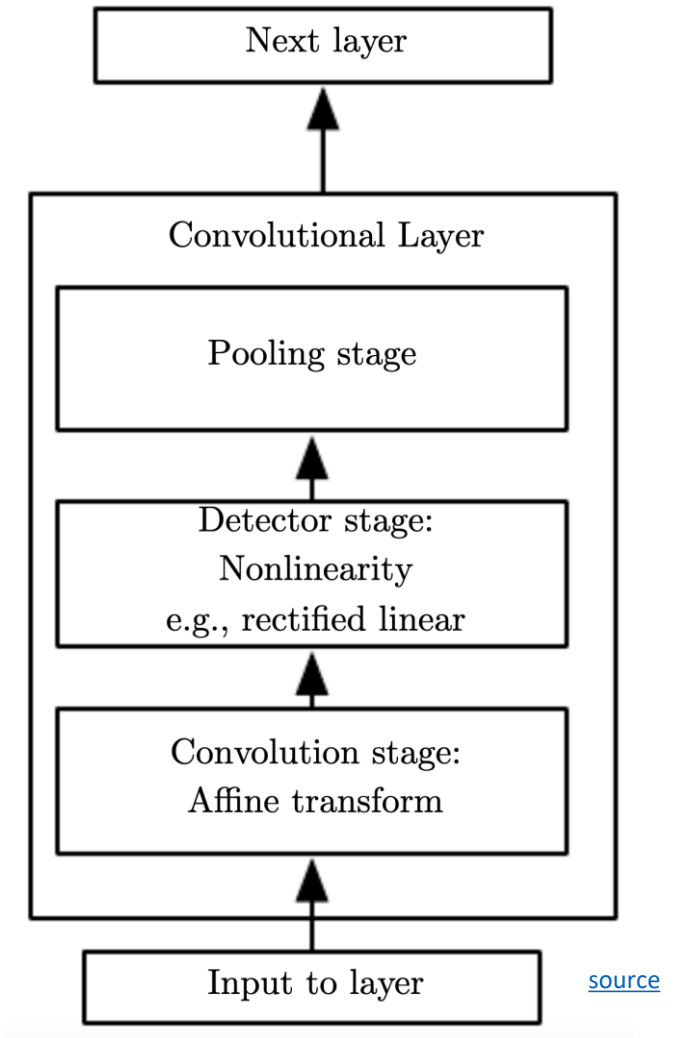 Next layer
Convolutional Layer
Pooling stage
Detector stage:
Nonlinearity
e.g., rectified linear
Convolution stage:
Affine transform
Input to layer
source